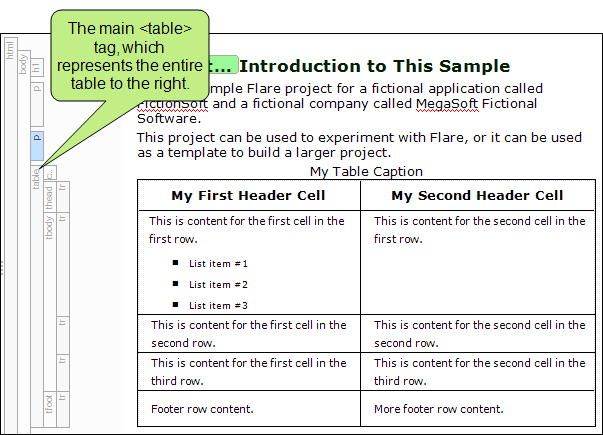 The main <table>
tag, which
represents the entire
table to the right.
html
body
h1
p
p
table
c...
thead
tr
tbody
tr
tr
tr
tfoot
tr
t... Introduction to This Sample
mple Flare project for a fictional application called
FictionSoft and a fictional company called MegaSoft Fictional
Software.
This project can be used to experiment with Flare, or it can be used
as a template to build a larger project.
My Table Caption
My First Header Cell My Second Header Cell
This is content for the first cell in the This is content for the second cell in the
first row. first row.
List item #1
List item #2
List item #3
This is content for the first cell in the This is content for the second cell in the
second row. second row.
This is content for the first cell in the This is content for the second cell in the
third row. third row.
Footer row content. More footer row content.